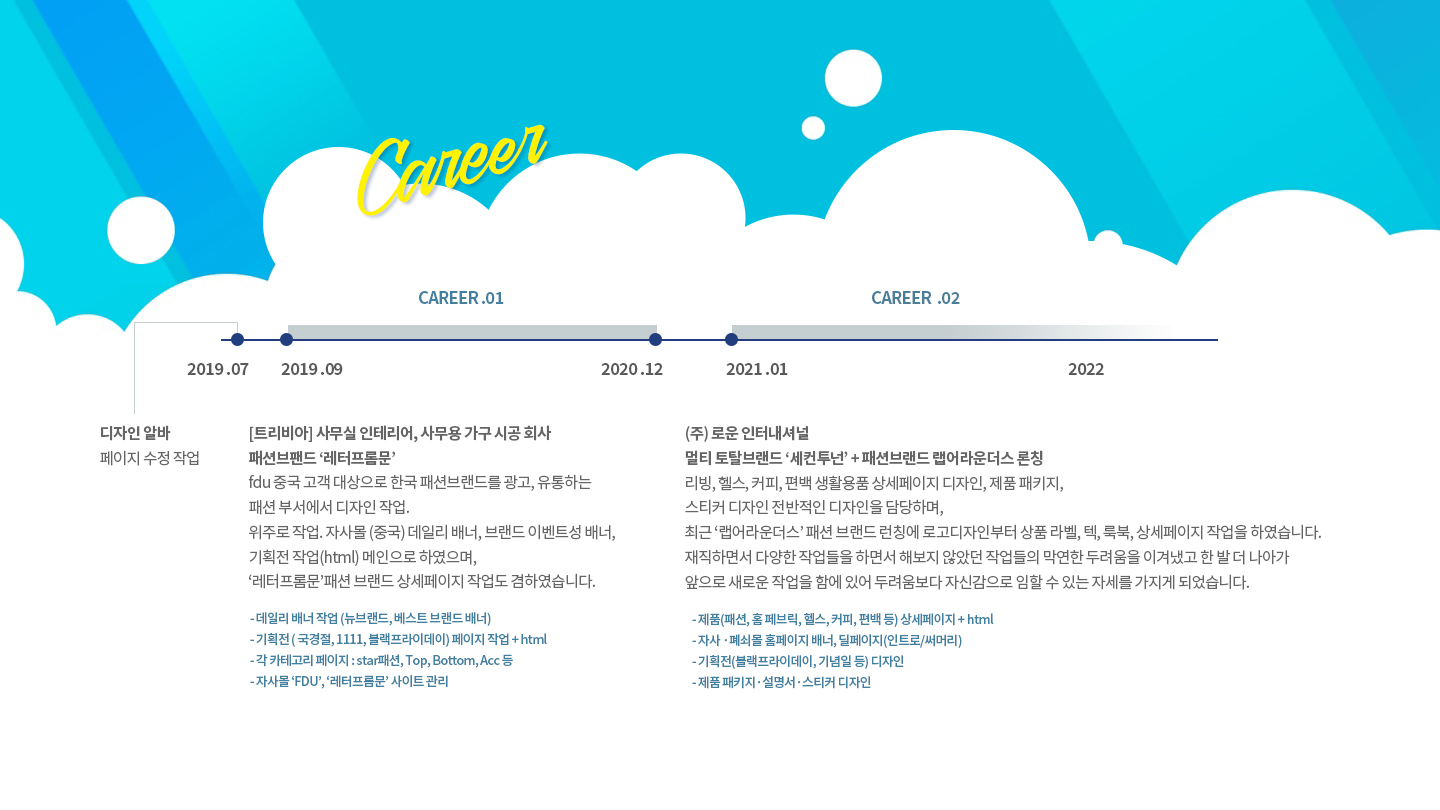 Career
CAREER.01
CAREER .02
2019.07
2019.09
2020.12
2021.01
2022
디자인 알바
페이지 수정 작업
[트리비아] 사무실 인테리어, 사무용 가구 시공 회사
패션브팬드 ‘레터프롬문’
fdu 중국 고객 대상으로 한국 패션브랜드를 광고, 유통하는
패션 부서에서 디자인 작업.
위주로 작업. 자사몰 (중국) 데일리 배너, 브랜드 이벤트성 배너,
기획전 작업(html) 메인으로 하였으며,
‘레터프롬문’패션 브랜드 상세페이지 작업도 겸하였습니다.
- 데일리 배너 작업 (뉴브랜드, 베스트 브랜드 배너)
- 기획전 ( 국경절, 1111, 블랙프라이데이) 페이지 작업 + html
- 각 카테고리 페이지 : star패션, Top, Bottom, Acc 등
- 자사몰 ‘FDU’, ‘레터프롬문’ 사이트 관리
(주) 로운 인터내셔널
멀티 토탈브랜드 ‘세컨투넌’ + 패션브랜드 랩어라운더스 론칭
리빙, 헬스, 커피, 편백 생활용품 상세페이지 디자인, 제품 패키지,
스티커 디자인 전반적인 디자인을 담당하며,
최근 ‘랩어라운더스’ 패션 브랜드 런칭에 로고디자인부터 상품 라벨, 텍, 룩북, 상세페이지 작업을 하였습니다.
재직하면서 다양한 작업들을 하면서 해보지 않았던 작업들의 막연한 두려움을 이겨냈고 한 발 더 나아가
앞으로 새로운 작업을 함에 있어 두려움보다 자신감으로 임할 수 있는 자세를 가지게 되었습니다.
- 제품(패션, 홈 페브릭, 헬스, 커피, 편백 등) 상세페이지 + html
- 자사 · 폐쇠몰 홈페이지 배너, 딜페이지(인트로/써머리)
- 기획전(블랙프라이데이, 기념일 등) 디자인
- 제품 패키지 · 설명서 · 스티커 디자인